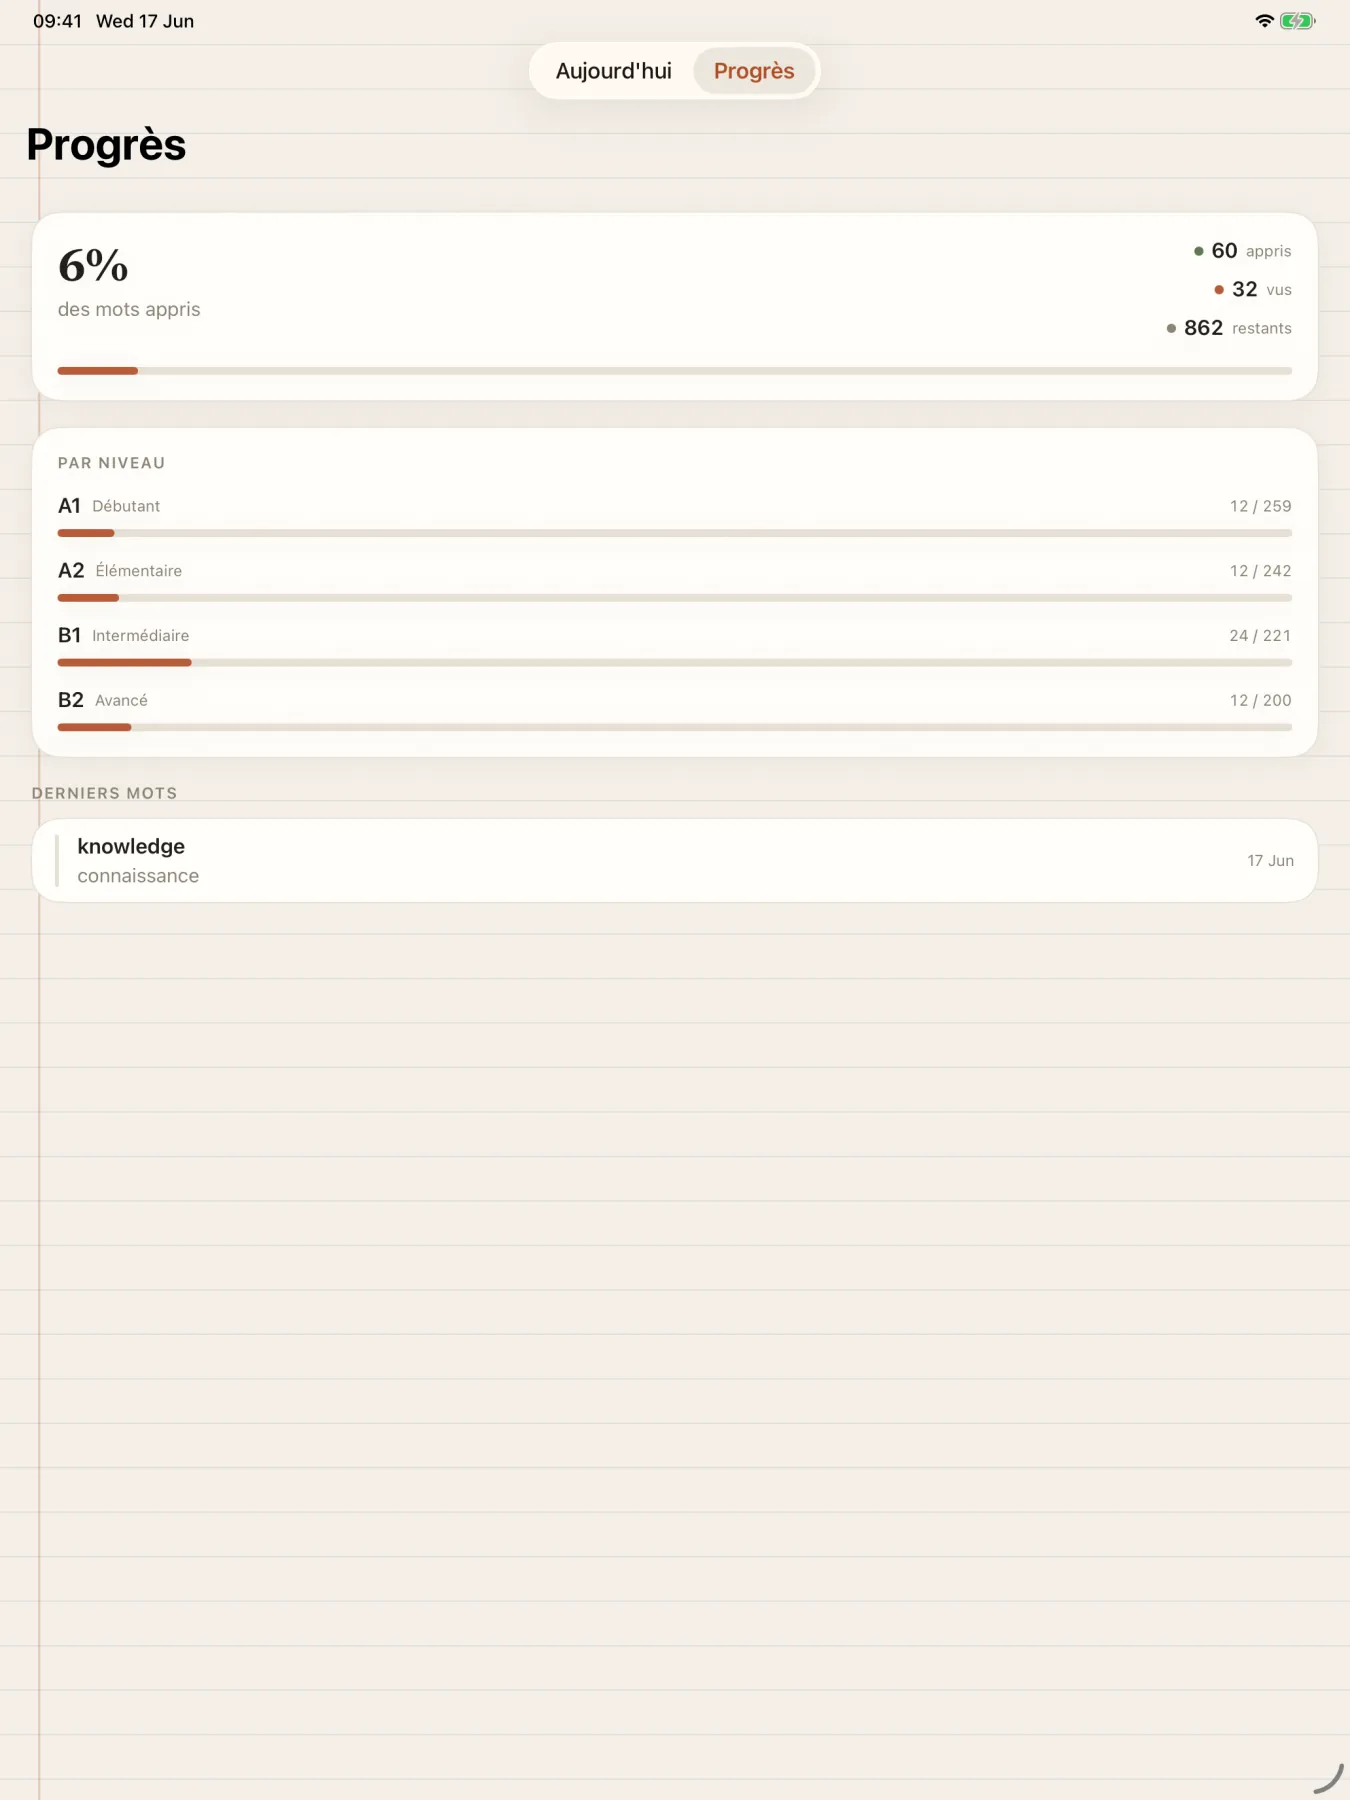 09:41 Wed 17 Jun
Aujourd'hui Progrès
Progrès
6%
des mots appris
60 appris
32 vus
862 restants
PAR NIVEAU
A1 Débutant 12 / 259
A2 Élémentaire 12 / 242
B1 Intermédiaire 24 / 221
B2 Avancé 12 / 200
DERNIERS MOTS
knowledge
connaissance
17 Jun